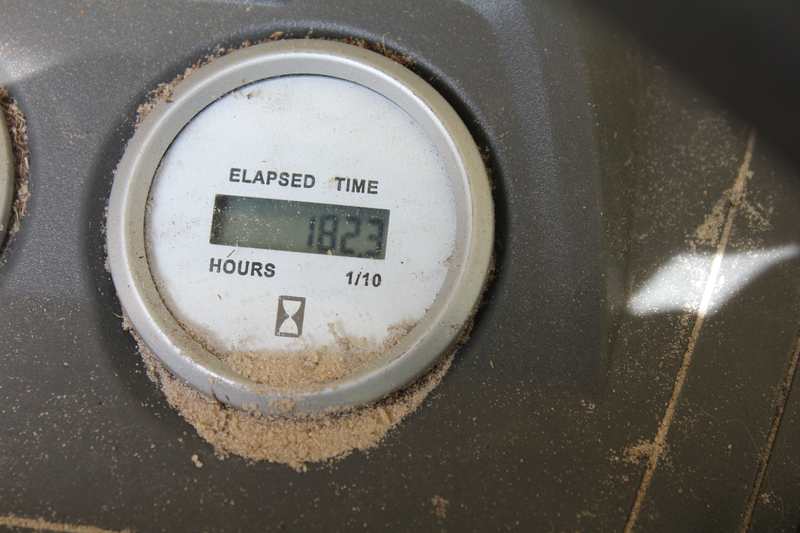 ELAPSED TIME
182.3
HOURS 1/10